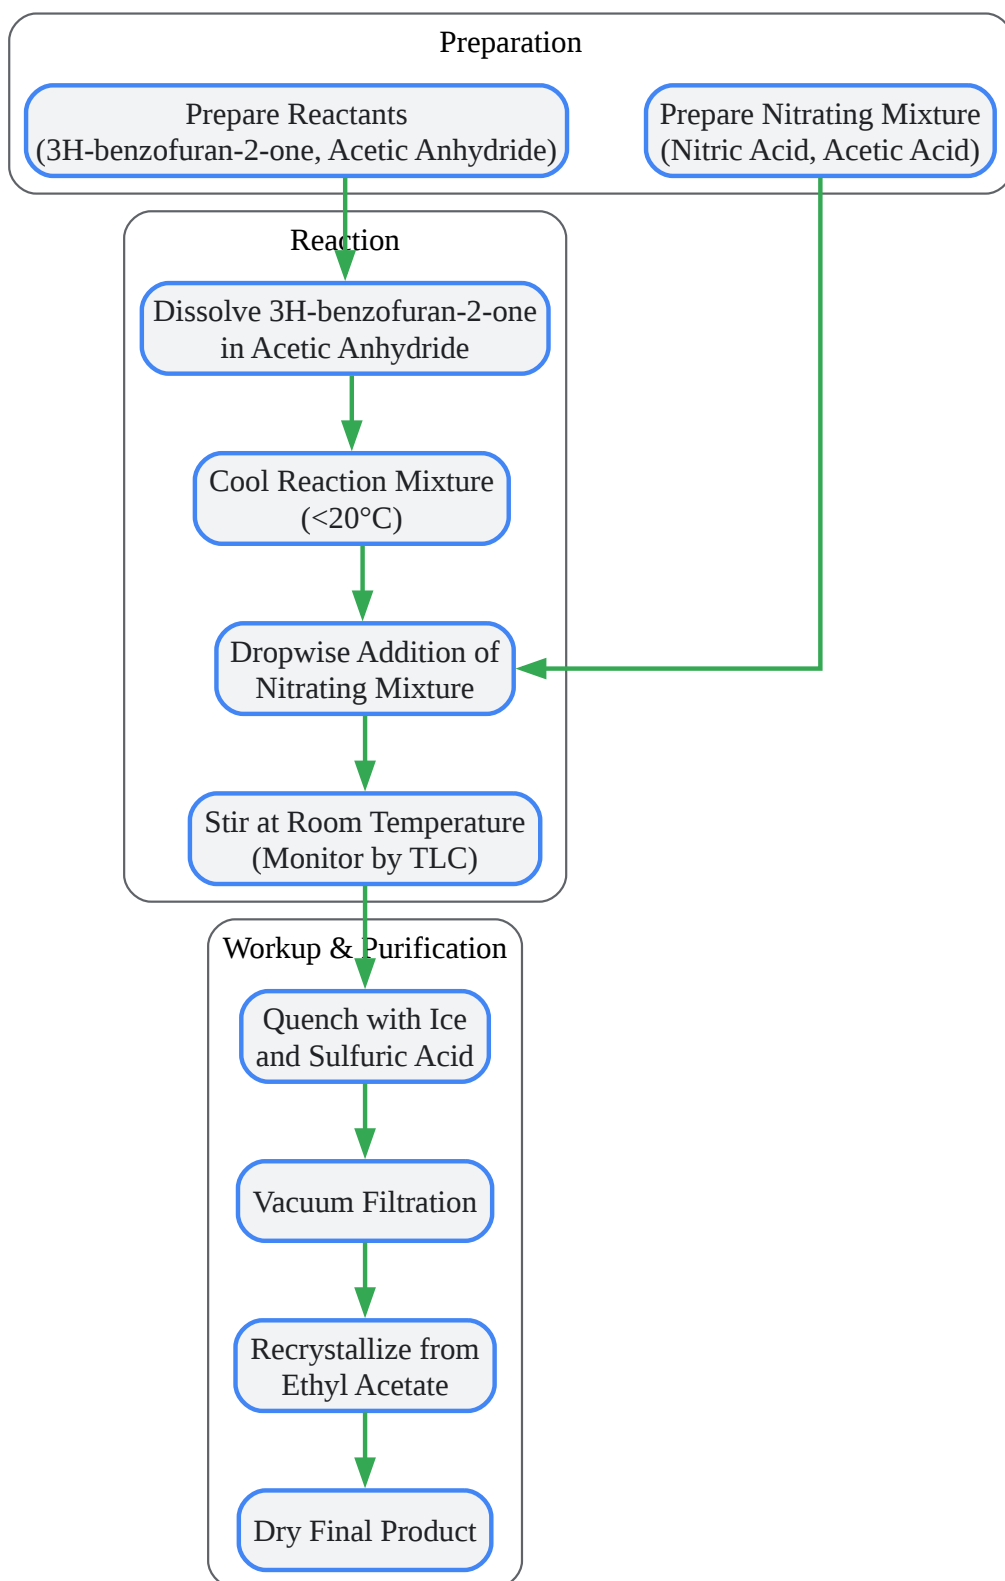 Preparation
Prepare Reactants
(3H-benzofuran-2-one, Acetic Anhydride)
Prepare Nitrating Mixture
(Nitric Acid, Acetic Acid)
Reaction
Dissolve 3H-benzofuran-2-one
in Acetic Anhydride
Cool Reaction Mixture
(<20°C)
Dropwise Addition of
Nitrating Mixture
Stir at Room Temperature
(Monitor by TLC)
Workup & Purification
Quench with Ice
and Sulfuric Acid
Vacuum Filtration
Recrystallize from
Ethyl Acetate
Dry Final Product